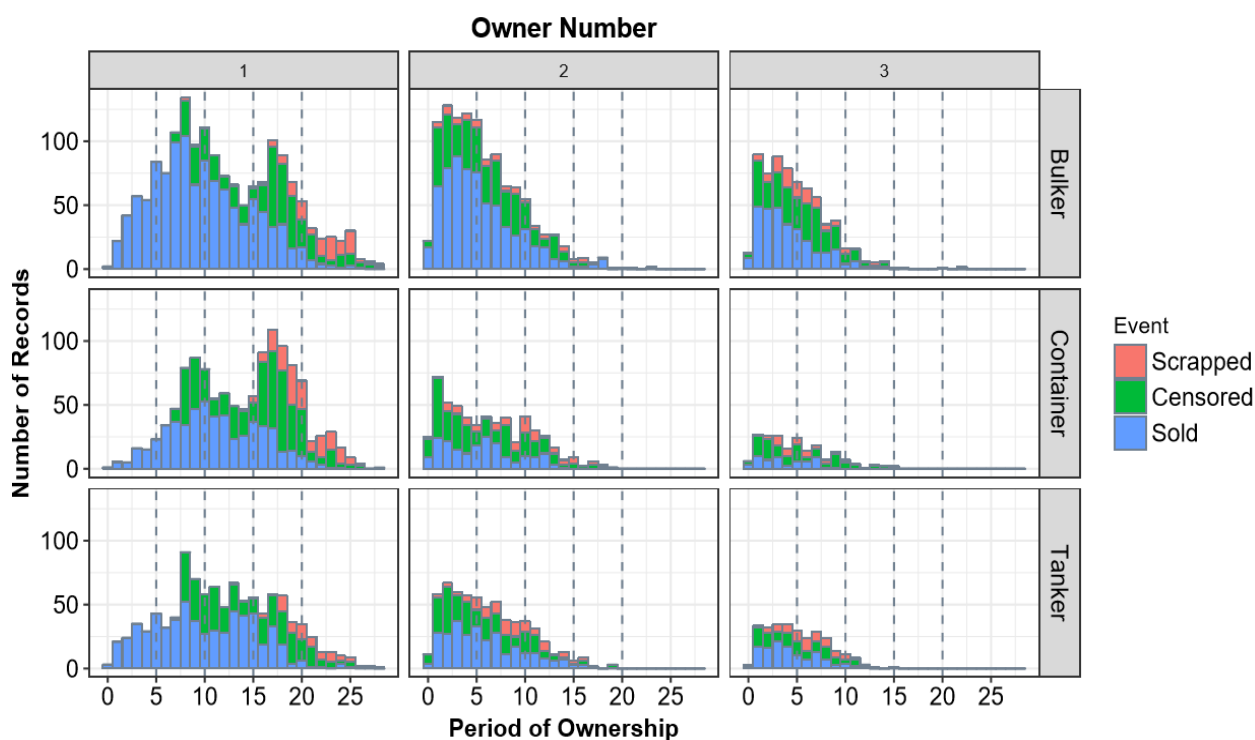 Owner Number
1 2 3
100
50
0
Bulker
100
50
0
Container
100
50
0
Tanker
0 5 10 15 20 25 0 5 10 15 20 25 0 5 10 15 20 25
Period of Ownership
Number of Records
Event
Scrapped
Censored
Sold